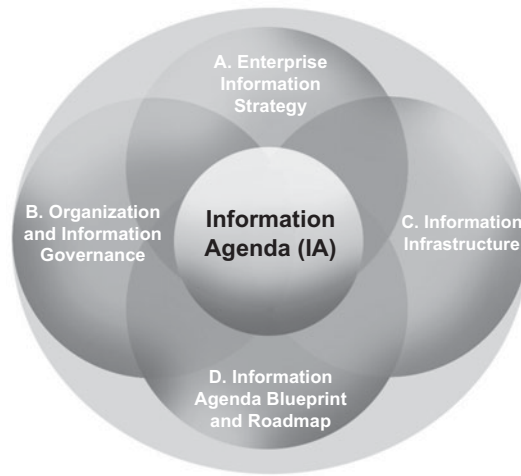 A. Enterprise
Information
Strategy
B. Organization
and Information
Governance
Information
Agenda (IA)
C. Information
Infrastructure
D. Information
Agenda Blueprint
and Roadmap